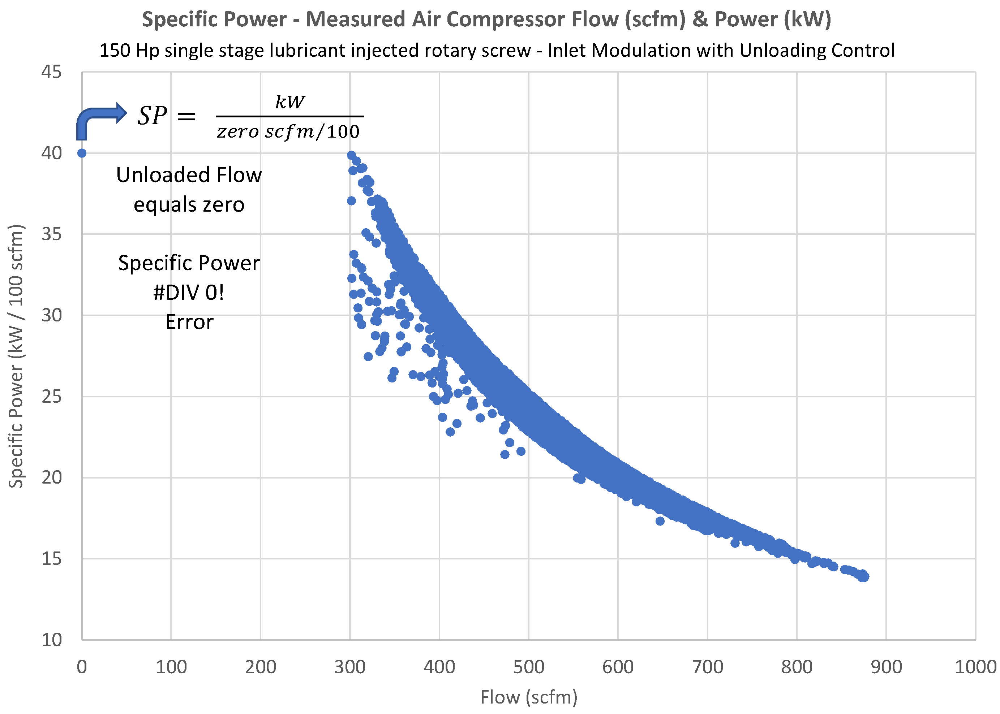 Specific Power - Measured Air Compressor Flow (scfm) & Power (kW)
150 Hp single stage lubricant injected rotary screw - Inlet Modulation with Unloading Control
45
SP = kW / (zero scfm/100)
40
Unloaded Flow
equals zero
35
Specific Power
#DIV 0!
Error
30
25
20
15
10
Specific Power (kW / 100 scfm)
0 100 200 300 400 500 600 700 800 900 1000
Flow (scfm)